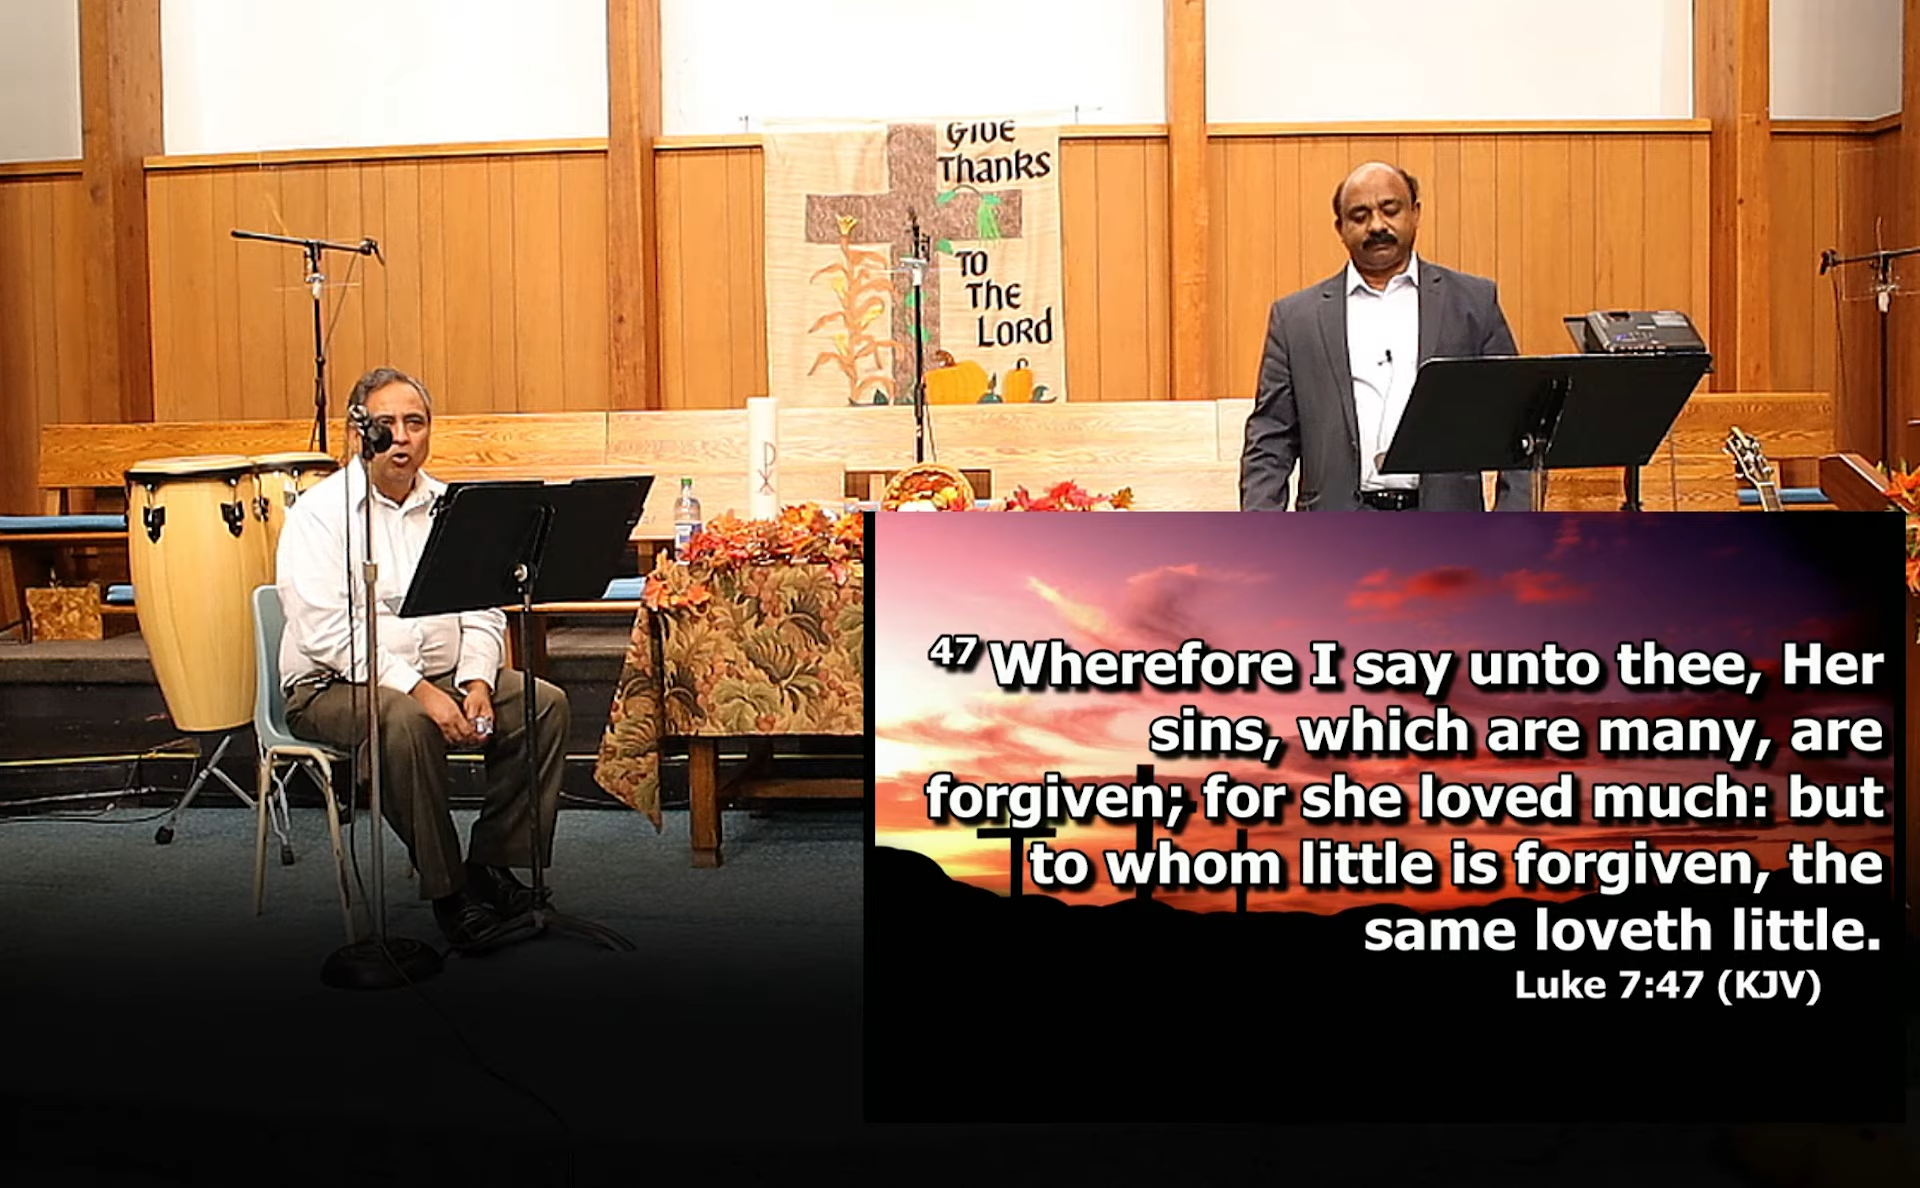 Give
Thanks
To
The
Lord
47 Wherefore I say unto thee, Her
sins, which are many, are
forgiven; for she loved much: but
to whom little is forgiven, the
same loveth little.
Luke 7:47 (KJV)